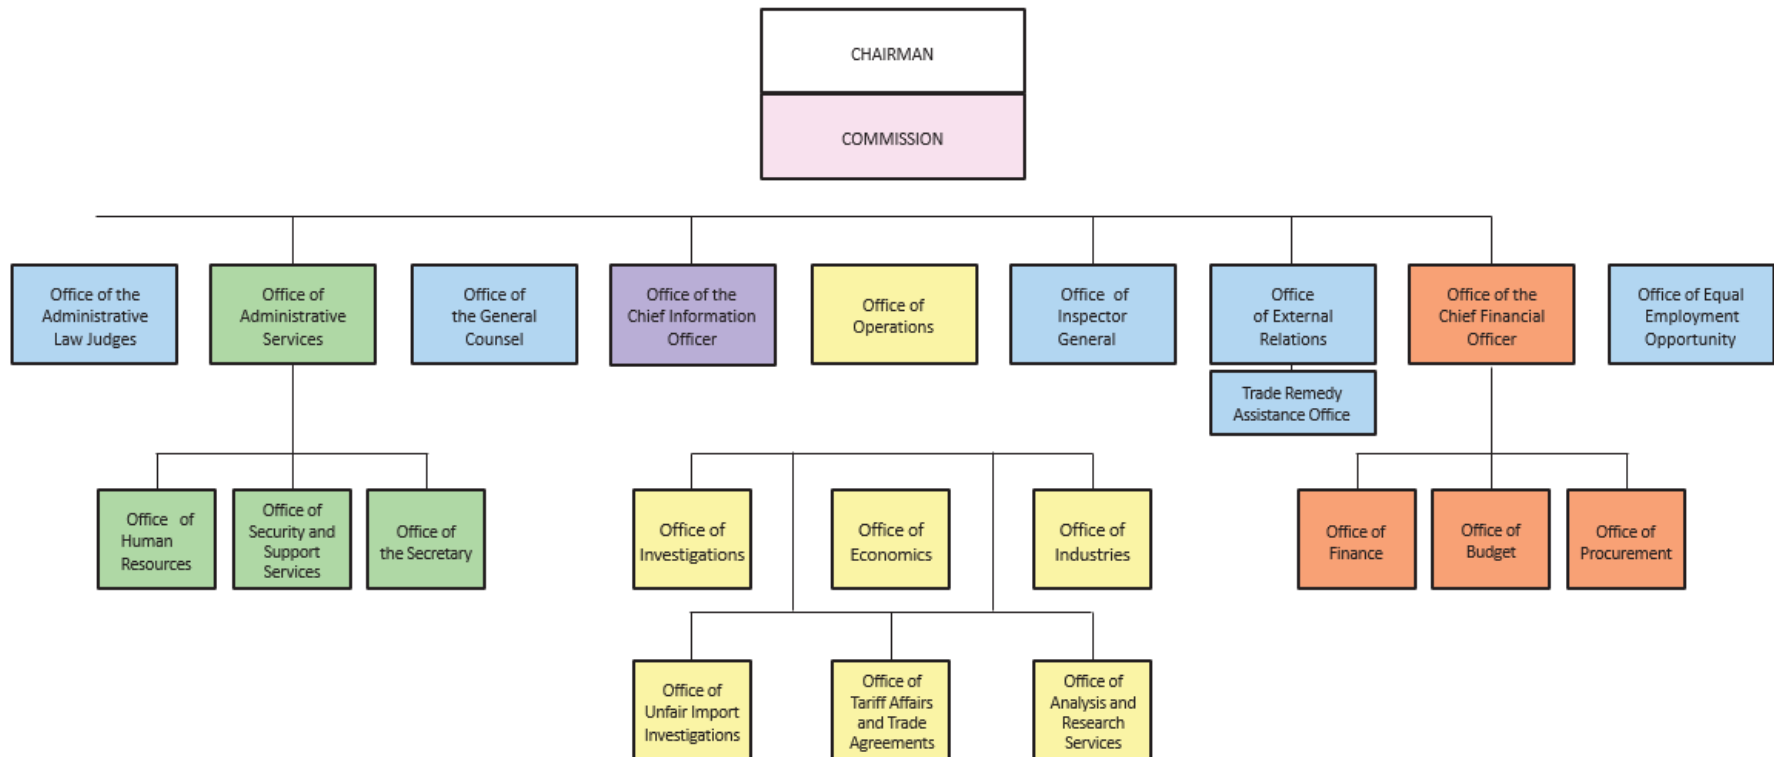 CHAIRMAN
COMMISSION
Office of the
Administrative
Law Judges
Office of
Administrative
Services
Office of
the General
Counsel
Office of the
Chief Information
Officer
Office of
Operations
Office of
Inspector
General
Office
of External
Relations
Office of the
Chief Financial
Officer
Office of Equal
Employment
Opportunity
Trade Remedy
Assistance Office
Office of
Human
Resources
Office of
Security and
Support
Services
Office of
the Secretary
Office of
Investigations
Office of
Economics
Office of
Industries
Office of
Finance
Office of
Budget
Office of
Procurement
Office of
Unfair Import
Investigations
Office of
Tariff Affairs
and Trade
Agreements
Office of
Analysis and
Research
Services